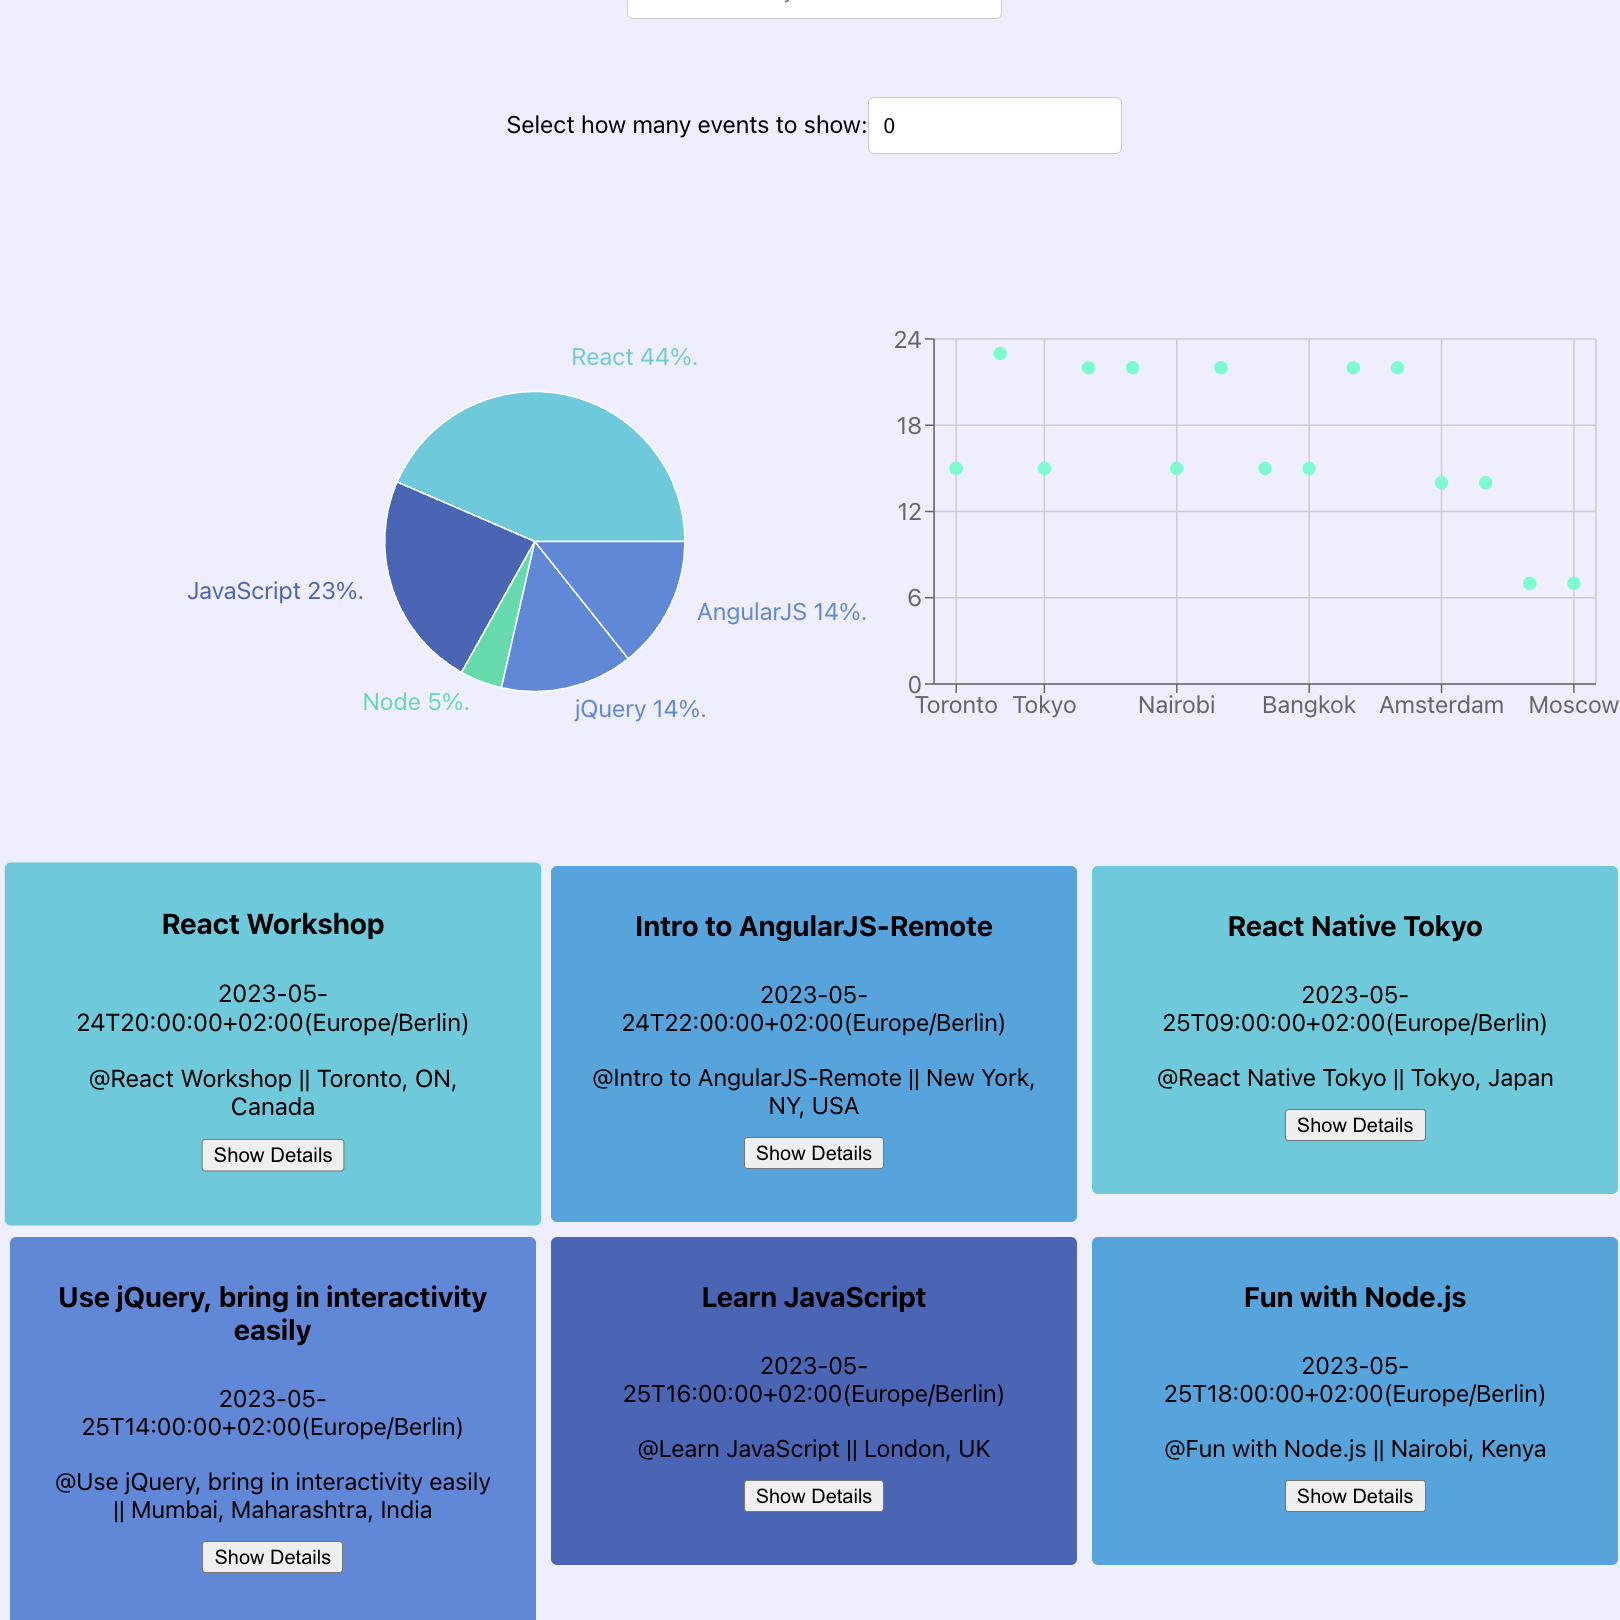 Select how many events to show:
0
React 44%.
JavaScript 23%.
AngularJS 14%.
Node 5%.
jQuery 14%.
24
18
12
6
0
Toronto Tokyo Nairobi Bangkok Amsterdam Moscow
React Workshop
2023-05-
24T20:00:00+02:00(Europe/Berlin)
@React Workshop || Toronto, ON,
Canada
Show Details
Intro to AngularJS-Remote
2023-05-
24T22:00:00+02:00(Europe/Berlin)
@Intro to AngularJS-Remote || New York,
NY, USA
Show Details
React Native Tokyo
2023-05-
25T09:00:00+02:00(Europe/Berlin)
@React Native Tokyo || Tokyo, Japan
Show Details
Use jQuery, bring in interactivity
easily
2023-05-
25T14:00:00+02:00(Europe/Berlin)
@Use jQuery, bring in interactivity easily
|| Mumbai, Maharashtra, India
Show Details
Learn JavaScript
2023-05-
25T16:00:00+02:00(Europe/Berlin)
@Learn JavaScript || London, UK
Show Details
Fun with Node.js
2023-05-
25T18:00:00+02:00(Europe/Berlin)
@Fun with Node.js || Nairobi, Kenya
Show Details